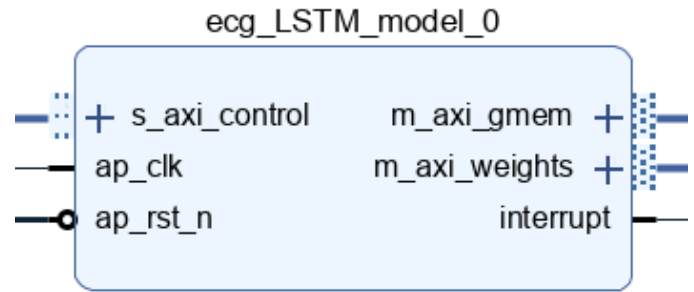 ecg_LSTM_model_0
s_axi_control
m_axi_gmem
ap_clk
m_axi_weights
ap_rst_n
interrupt